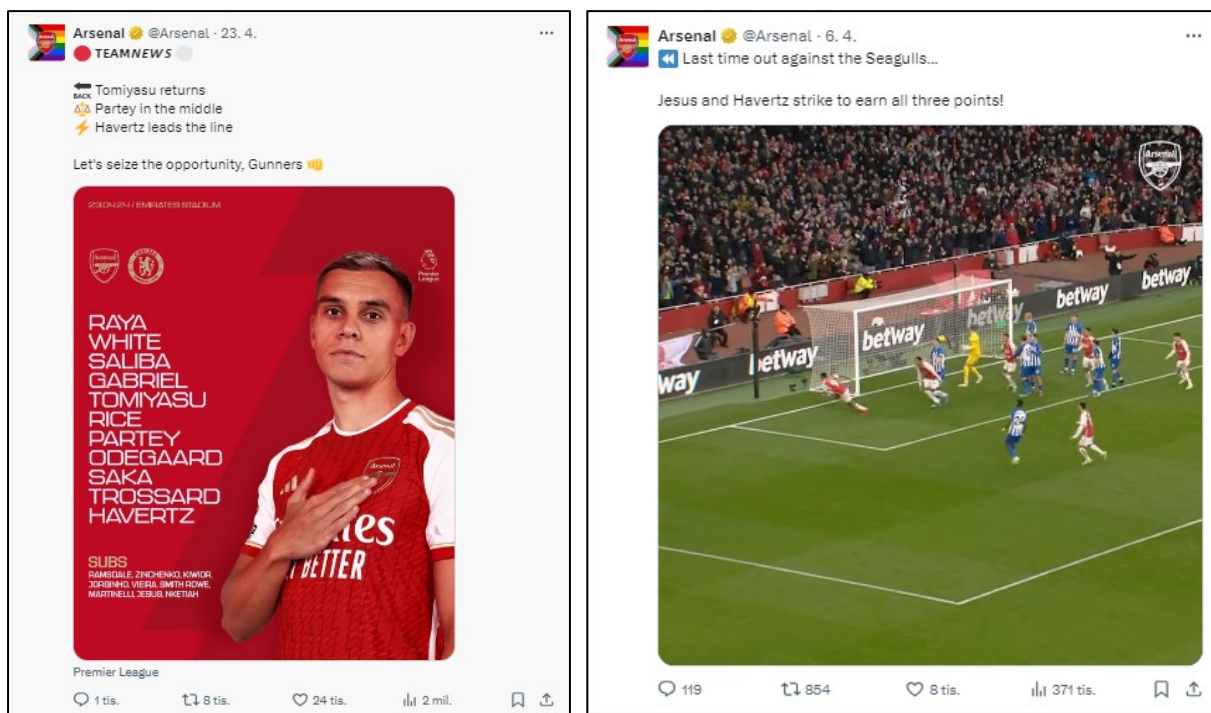 Arsenal @Arsenal · 23. 4.
TEAMNEWS
BACK Tomiyasu returns
Partey in the middle
Havertz leads the line
Let's seize the opportunity, Gunners
23.04.24 / EMIRATES STADIUM
Arsenal
CHELSEA
Premier League
RAYA
WHITE
SALIBA
GABRIEL
TOMIYASU
RICE
PARTEY
ODEGAARD
SAKA
TROSSARD
HAVERTZ
SUBS
RAMSDALE, ZINCHENKO, KIWIOR,
JORGINHO, VIEIRA, SMITH ROWE,
MARTINELLI, JESUS, NKETIAH
Arsenal
BETTER
Premier League
1 tis. 8 tis. 24 tis. 2 mil.
Arsenal @Arsenal · 6. 4.
Last time out against the Seagulls...
Jesus and Havertz strike to earn all three points!
Arsenal
betway
betway
betway
betway
betway
way
119 854 8 tis. 371 tis.